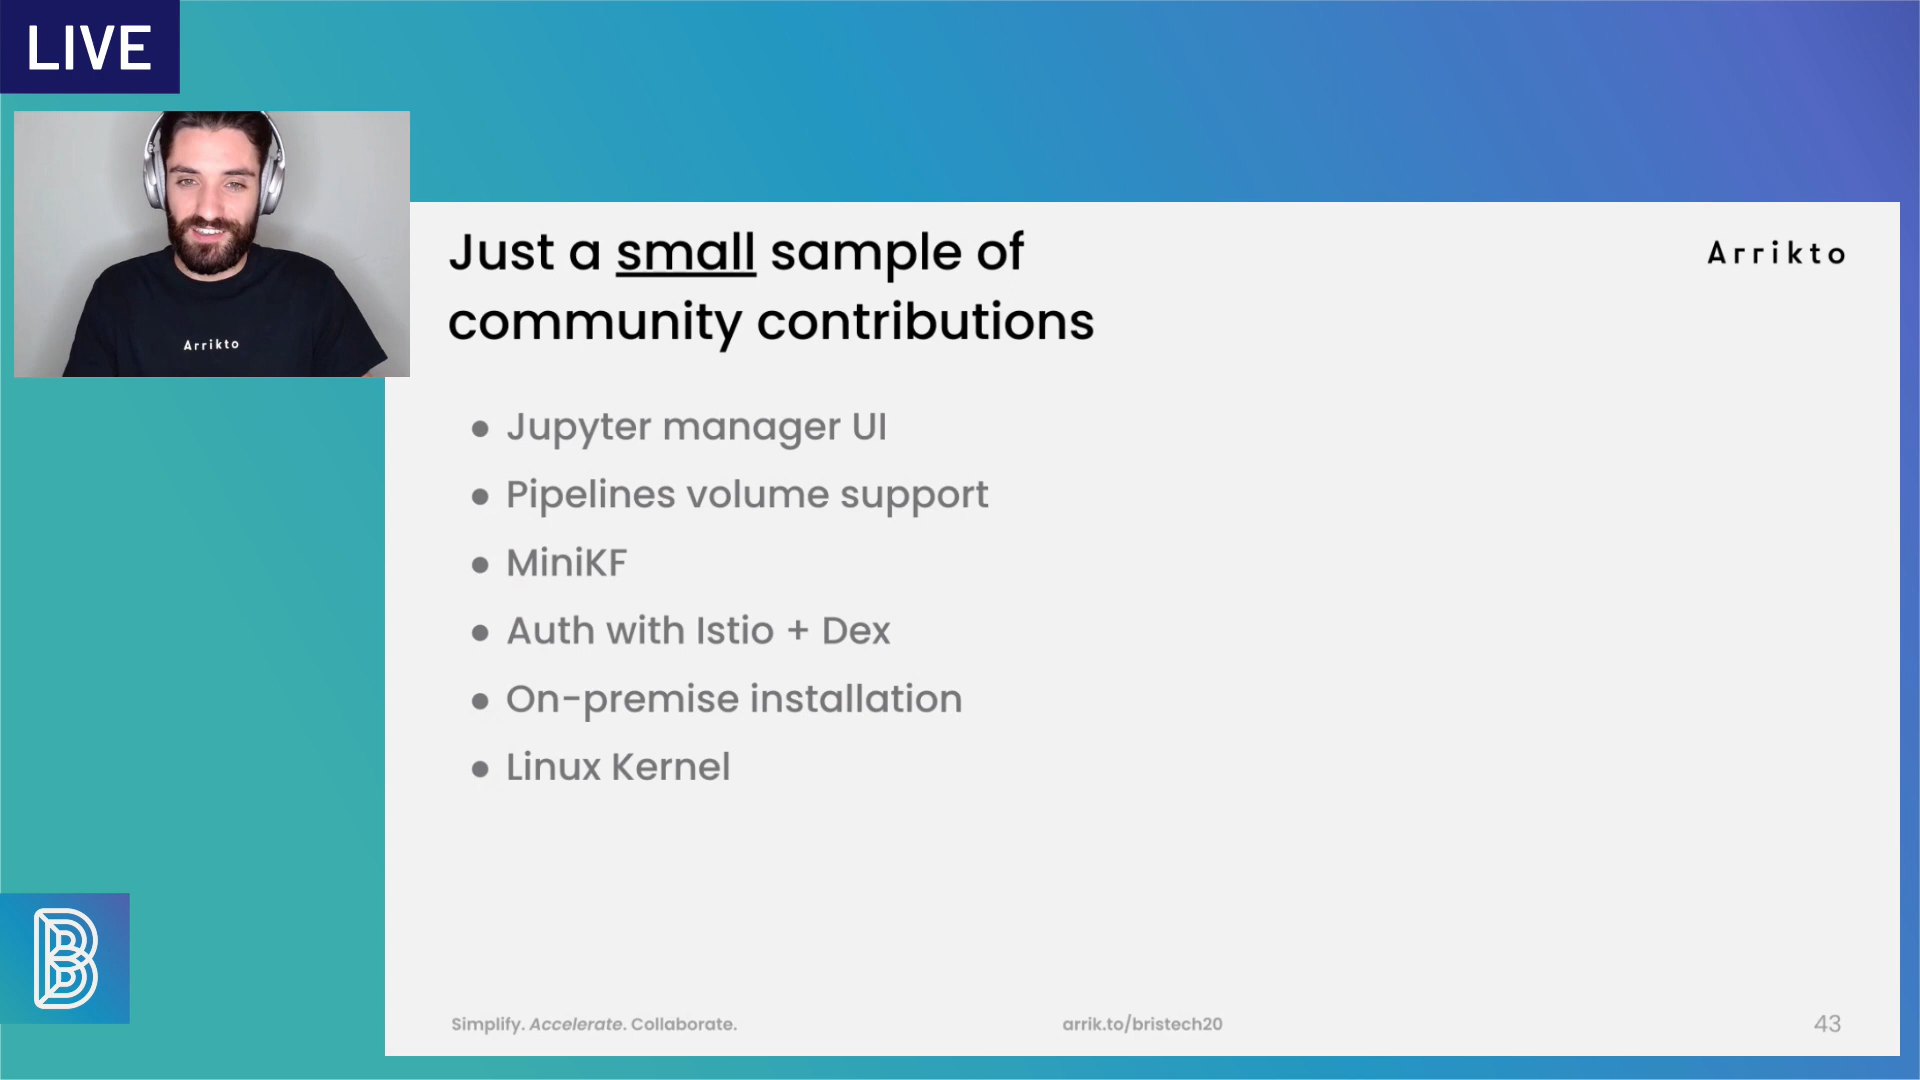 LIVE
Arrikto
Just a small sample of
community contributions
Arrikto
● Jupyter manager UI
● Pipelines volume support
● MiniKF
● Auth with Istio + Dex
● On-premise installation
● Linux Kernel
B
Simplify. Accelerate. Collaborate.
arrik.to/bristech20
43